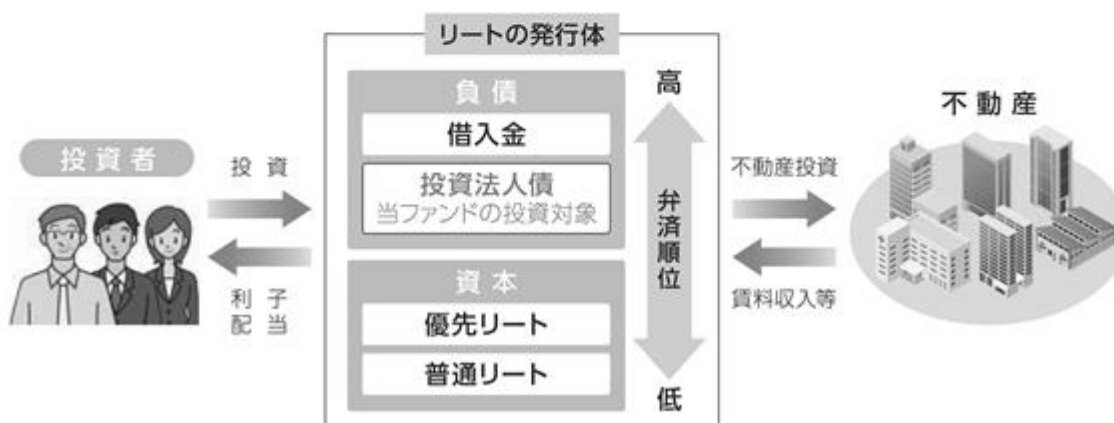 リートの発行体
負債
借入金
投資法人債
当ファンドの投資対象
資本
優先リート
普通リート
高
弁済順位
低
投資者
投資
利子
配当
不動産投資
賃料収入等
不動産